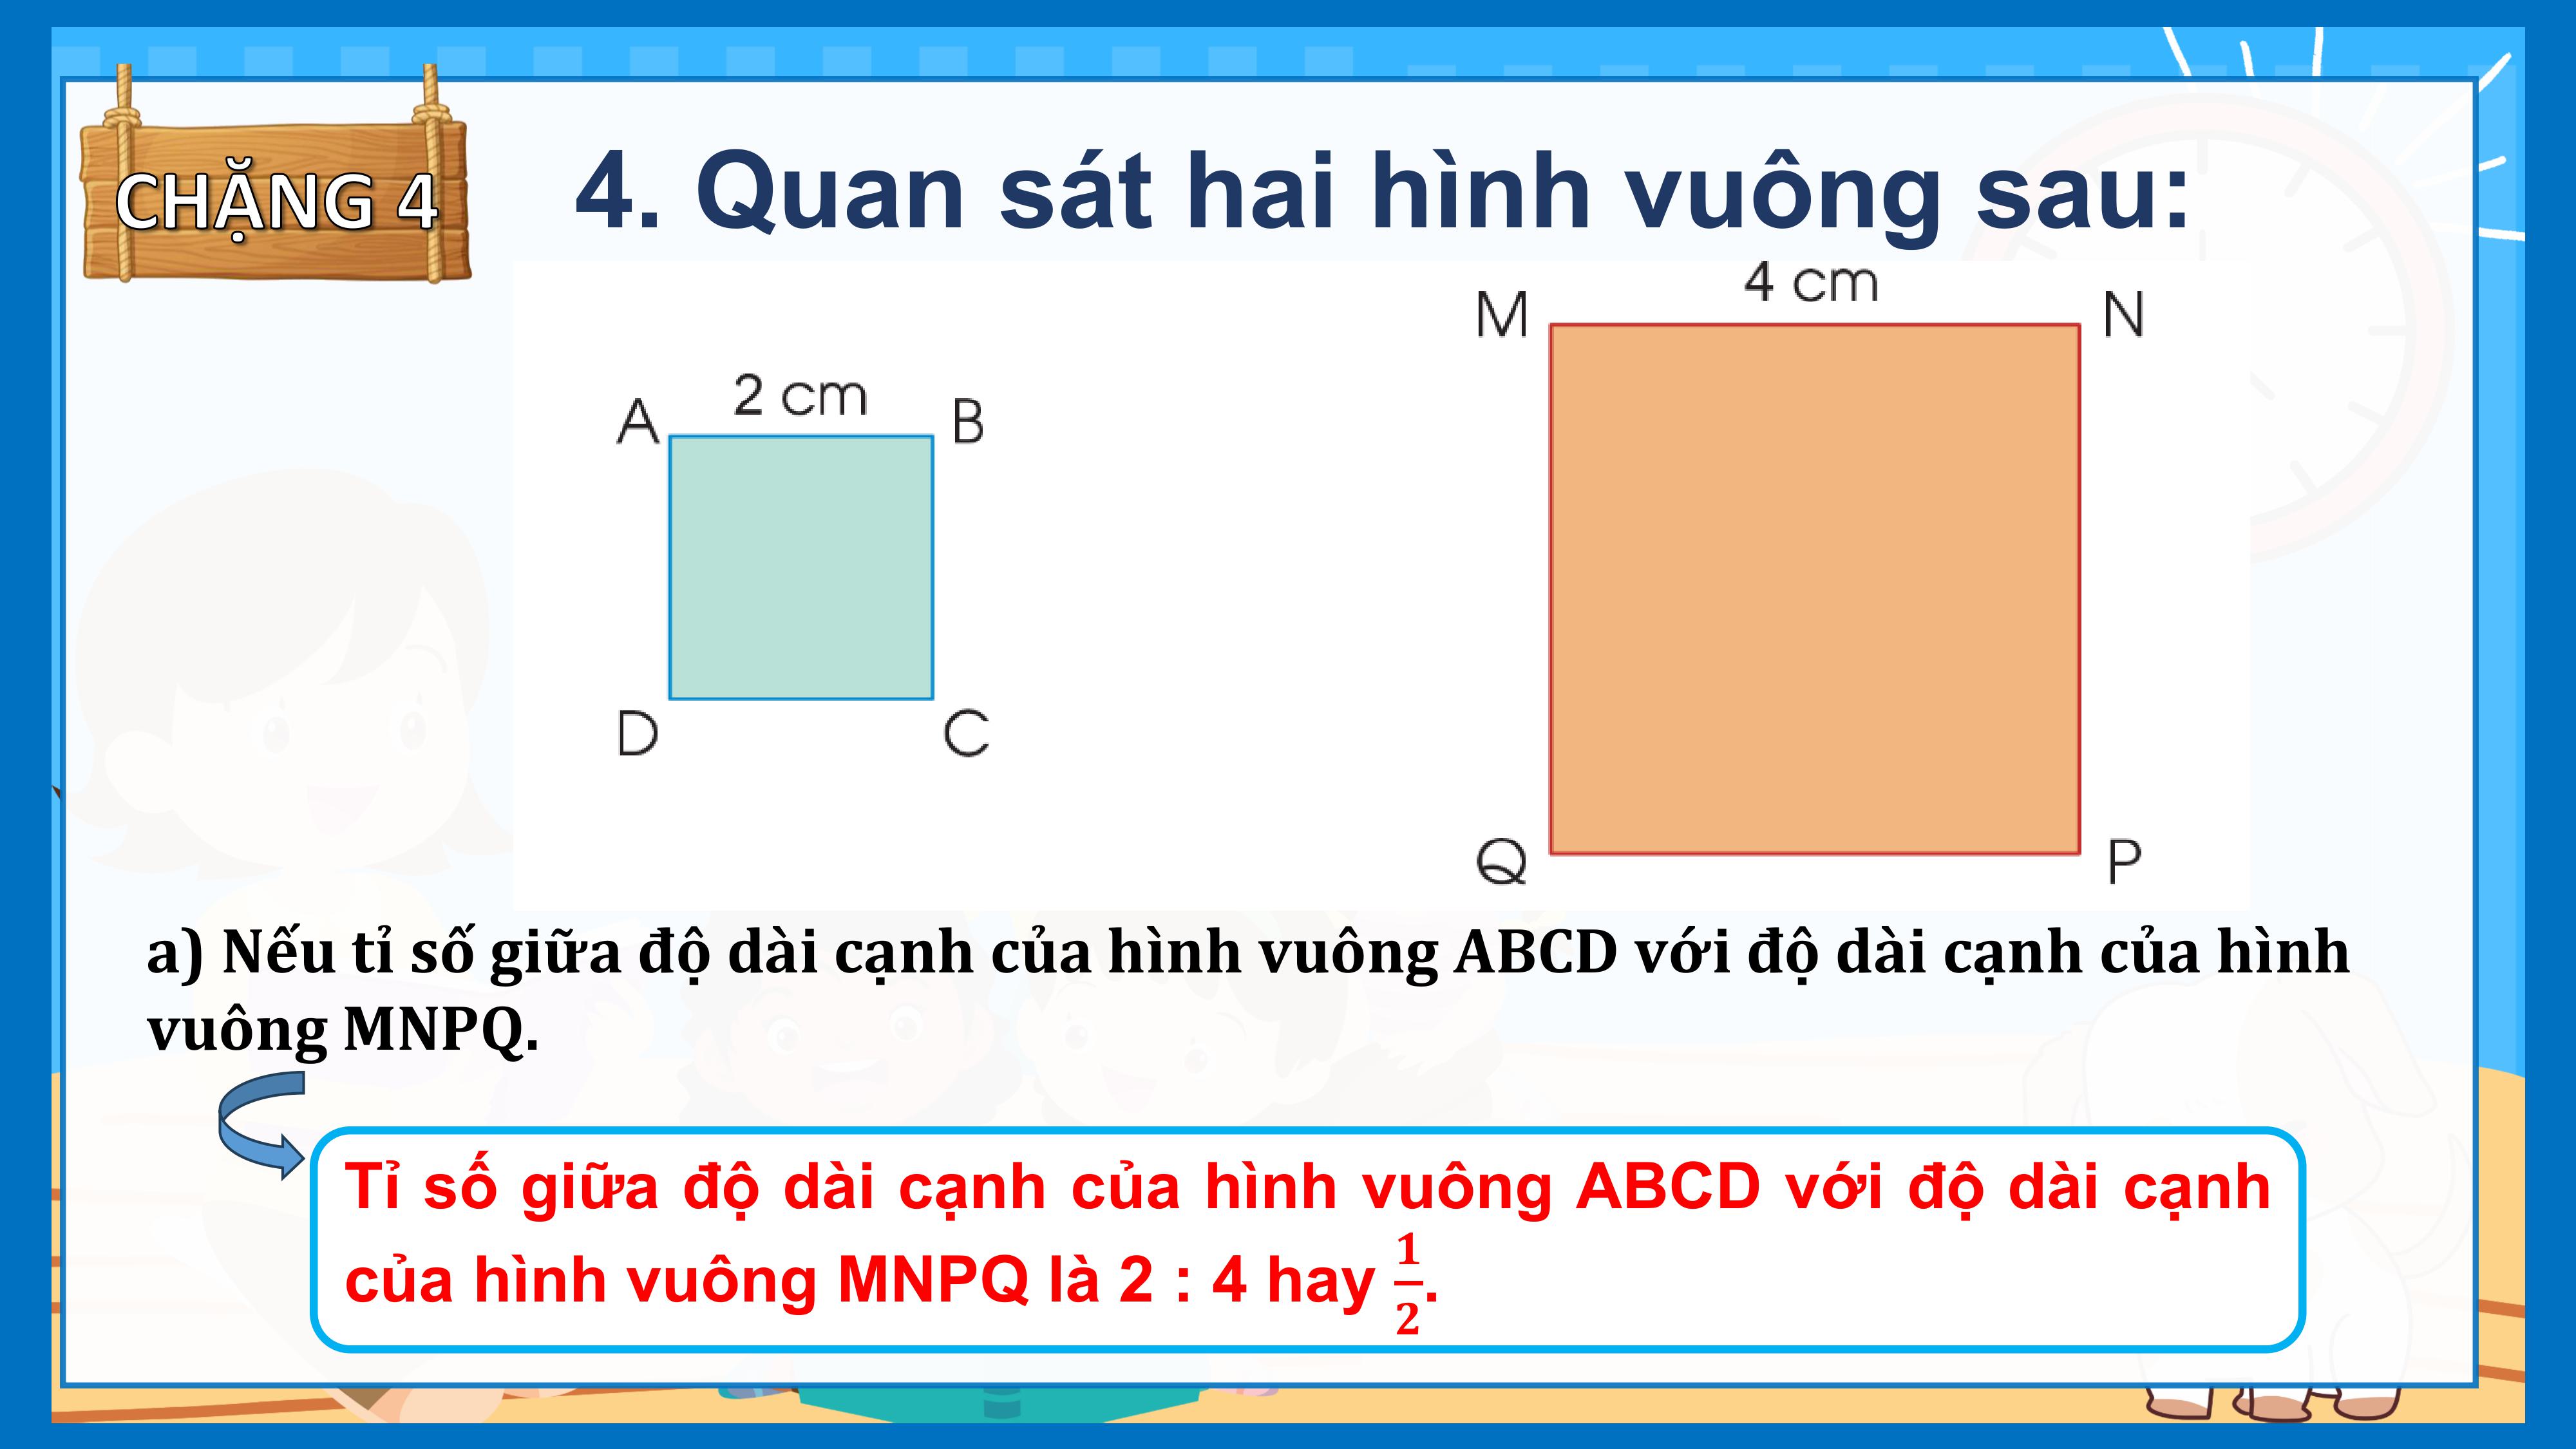 CHẶNG 4
4. Quan sát hai hình vuông sau:
4 cm
M
N
2 cm
A
B
D
C
Q
P
a) Nếu tỉ số giữa độ dài cạnh của hình vuông ABCD với độ dài cạnh của hình
vuông MNPQ.
Tỉ số giữa độ dài cạnh của hình vuông ABCD với độ dài cạnh
của hình vuông MNPQ là 2 : 4 hay 1/2.